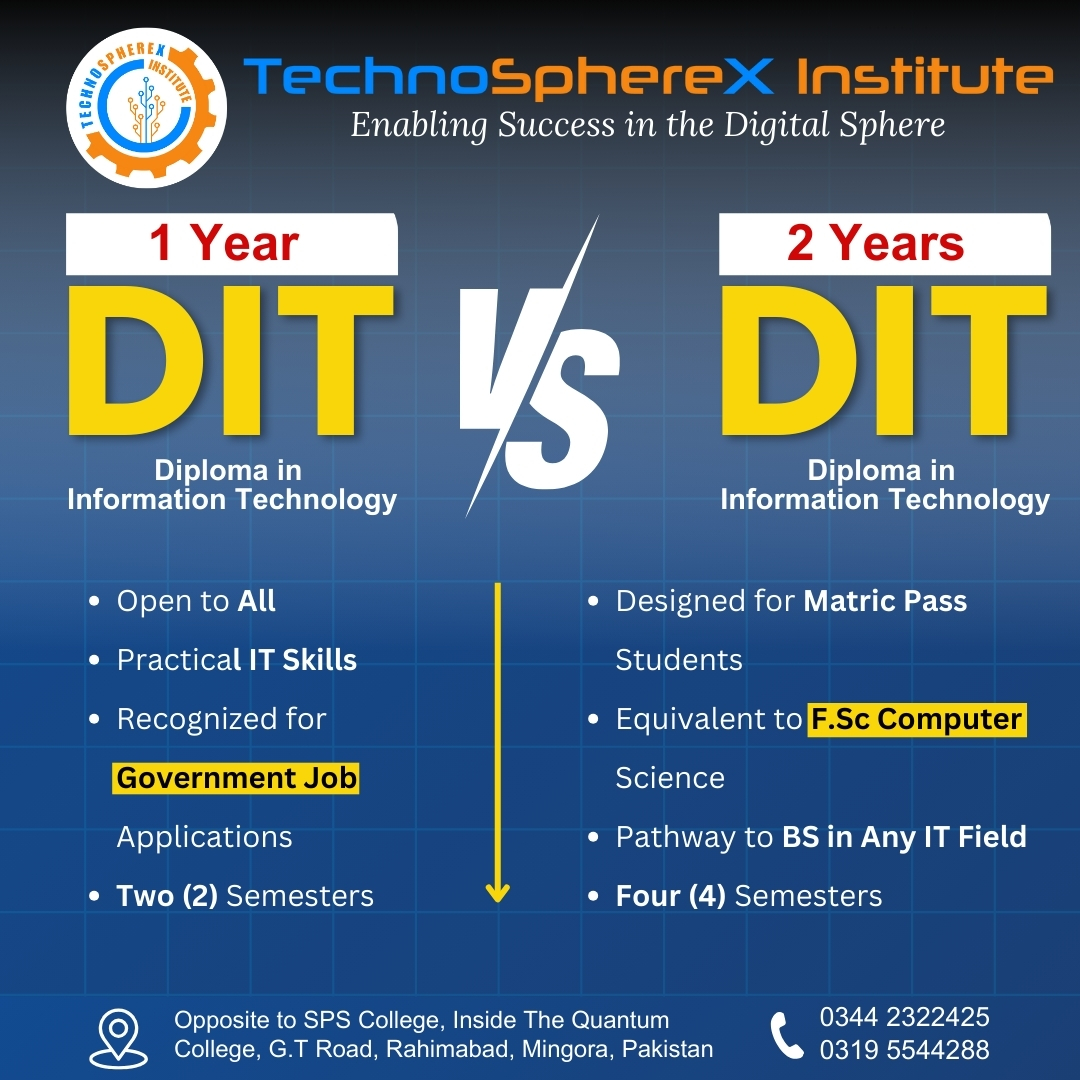 TECHNOSPHEREX INSTITUTE
TechnoSphereX Institute
Enabling Success in the Digital Sphere
1 Year
DIT
Diploma in
Information Technology
VS
2 Years
DIT
Diploma in
Information Technology
• Open to All
• Practical IT Skills
• Recognized for
Government Job
Applications
• Two (2) Semesters
• Designed for Matric Pass
Students
• Equivalent to F.Sc Computer
Science
• Pathway to BS in Any IT Field
• Four (4) Semesters
Opposite to SPS College, Inside The Quantum
College, G.T Road, Rahimabad, Mingora, Pakistan
0344 2322425
0319 5544288